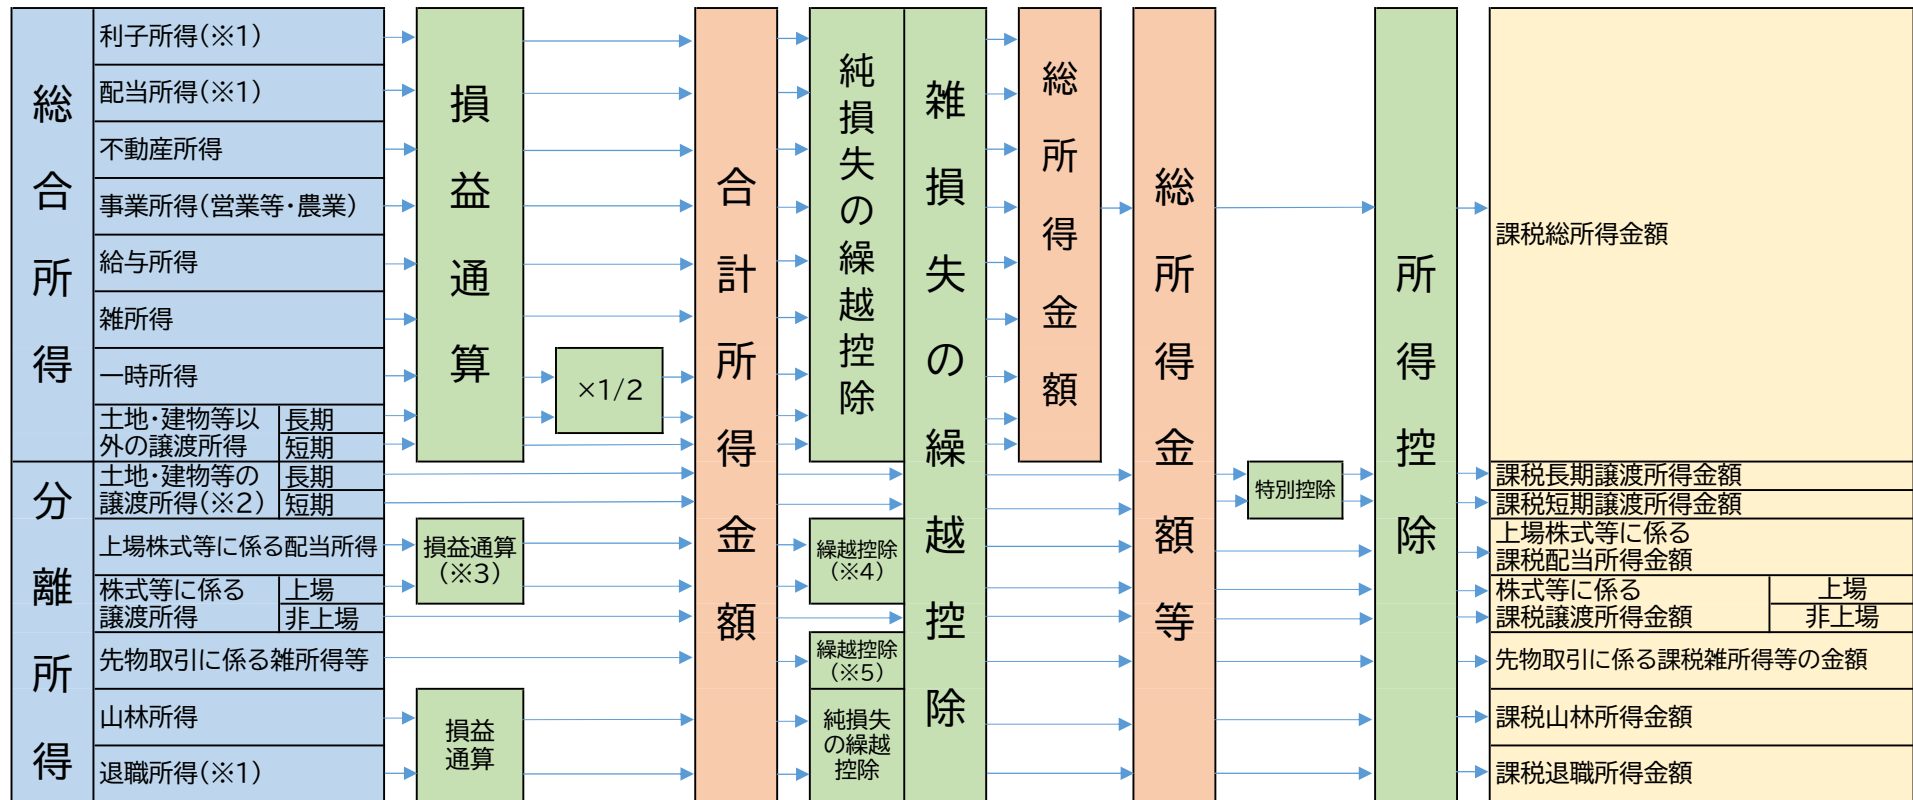 総合所得
利子所得(※1)
配当所得(※1)
不動産所得
事業所得(営業等・農業)
給与所得
雑所得
一時所得
土地・建物等以
外の譲渡所得
長期
短期
分離所得
土地・建物等の
譲渡所得(※2)
長期
短期
上場株式等に係る配当所得
株式等に係る
譲渡所得
上場
非上場
先物取引に係る雑所得等
山林所得
退職所得(※1)
損益通算
×1/2
損益通算
(※3)
損益
通算
合計所得金額
純損失の繰越控除
繰越控除
(※4)
繰越控除
(※5)
純損失
の繰越
控除
雑損失の繰越控除
総所得金額
総所得金額等
特別控除
所得控除
課税総所得金額
課税長期譲渡所得金額
課税短期譲渡所得金額
上場株式等に係る
課税配当所得金額
株式等に係る
課税譲渡所得金額
上場
非上場
先物取引に係る課税雑所得等の金額
課税山林所得金額
課税退職所得金額